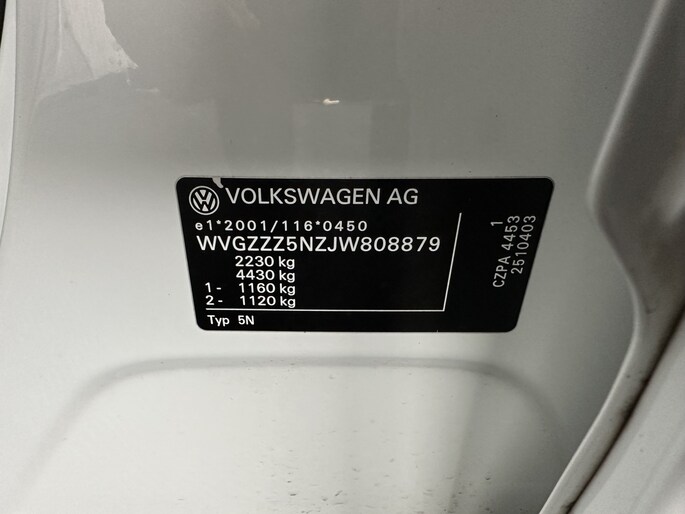 VOLKSWAGEN AG
e1*2001/116*0450
WVGZZZ5NZJW808879
2230 kg
4430 kg
1 - 1160 kg
2 - 1120 kg
Typ 5N
1
CZPA 4453
2510403